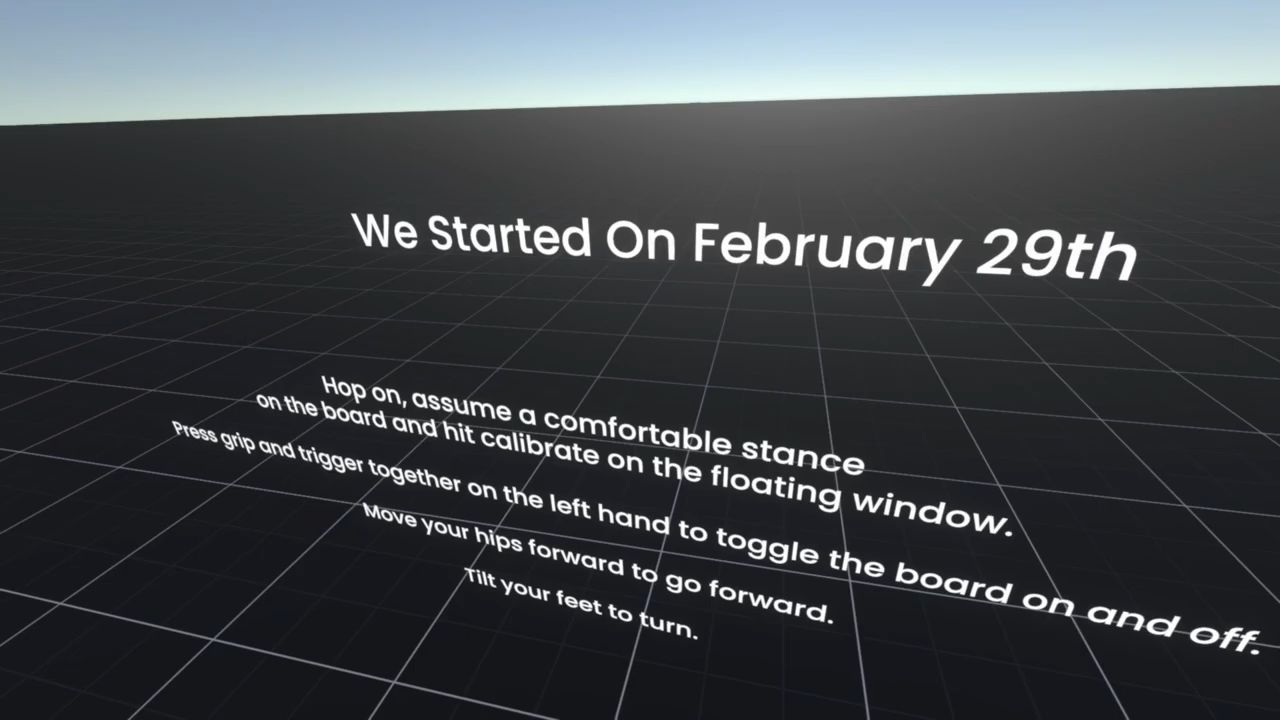 We Started On February 29th
Hop on, assume a comfortable stance
on the board and hit calibrate on the floating window.
Press grip and trigger together on the left hand to toggle the board on and off.
Move your hips forward to go forward.
Tilt your feet to turn.